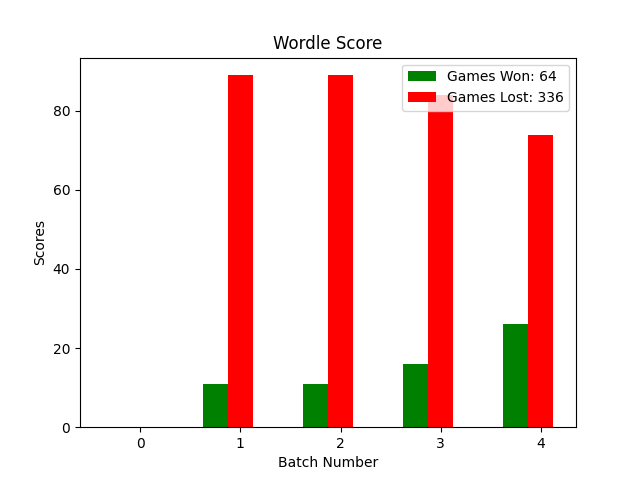 Wordle Score
Games Won: 64
Games Lost: 336
80
60
40
20
0
Scores
0 1 2 3 4
Batch Number